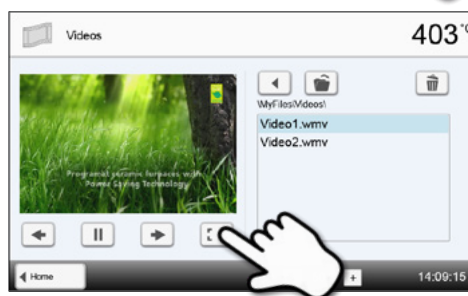 Videos
403°C
\MyFiles\Videos\
Video1.wmv
Video2.wmv
Programat ceramic furnaces with
Power Saving Technology
Home
+
14:09:15